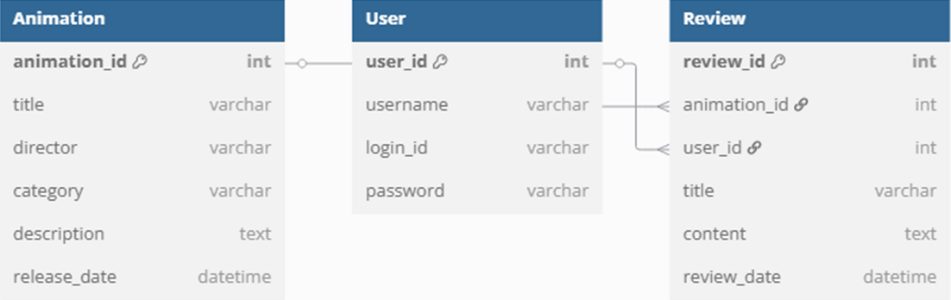 Animation
animation_id int
title varchar
director varchar
category varchar
description text
release_date datetime
User
user_id int
username varchar
login_id varchar
password varchar
Review
review_id int
animation_id int
user_id int
title varchar
content text
review_date datetime